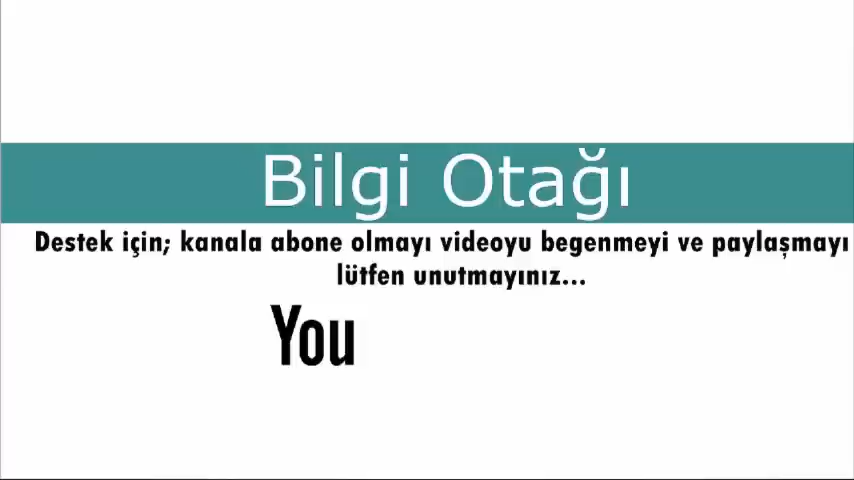 Bilgi Otağı
Destek için; kanala abone olmayı videoyu begenmeyi ve paylaşmayı
lütfen unutmayınız...
You